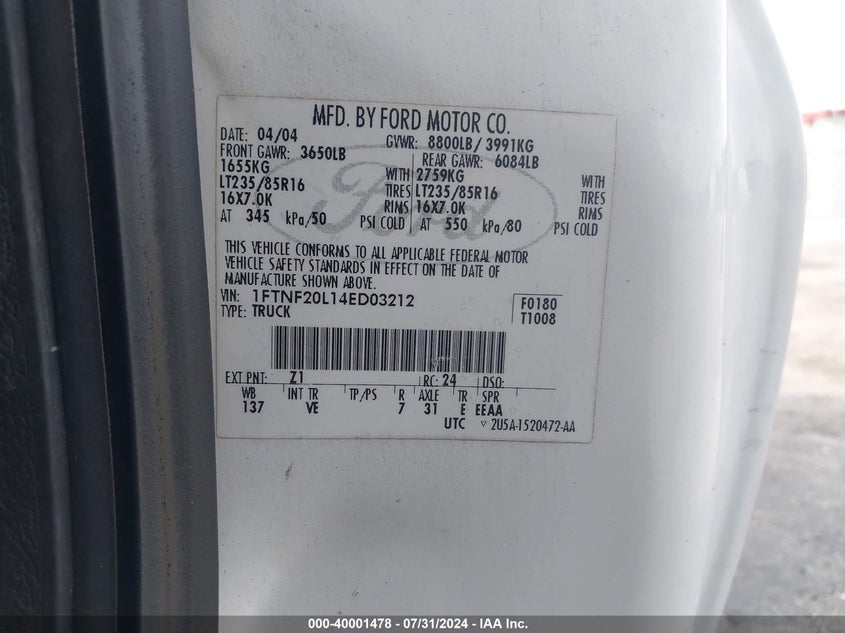 MFD. BY FORD MOTOR CO.
DATE: 04/04 GVWR: 8800LB/ 3991KG
FRONT GAWR: 3650LB REAR GAWR: 6084LB
1655KG WITH 2759KG WITH
LT235/85R16 TIRES LT235/85R16 TIRES
16X7.0K RIMS 16X7.0K RIMS
AT 345 kPa/50 PSI COLD AT 550 kPa/80 PSI COLD
Ford
THIS VEHICLE CONFORMS TO ALL APPLICABLE FEDERAL MOTOR
VEHICLE SAFETY STANDARDS IN EFFECT ON THE DATE OF
MANUFACTURE SHOWN ABOVE.
VIN: 1FTNF20L14ED03212 F0180
TYPE: TRUCK T1008
EXT PNT: Z1 RC: 24 DSO:
WB INT TR TP/PS R AXLE TR SPR
137 VE 7 31 E EEAA
UTC ▽ 2U5A-1520472-AA
000-40001478 - 07/31/2024 - IAA Inc.